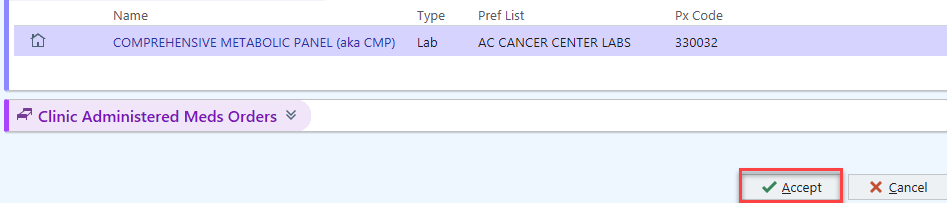 Name Type Pref List Px Code
COMPREHENSIVE METABOLIC PANEL (aka CMP) Lab AC CANCER CENTER LABS 330032
Clinic Administered Meds Orders
Accept Cancel